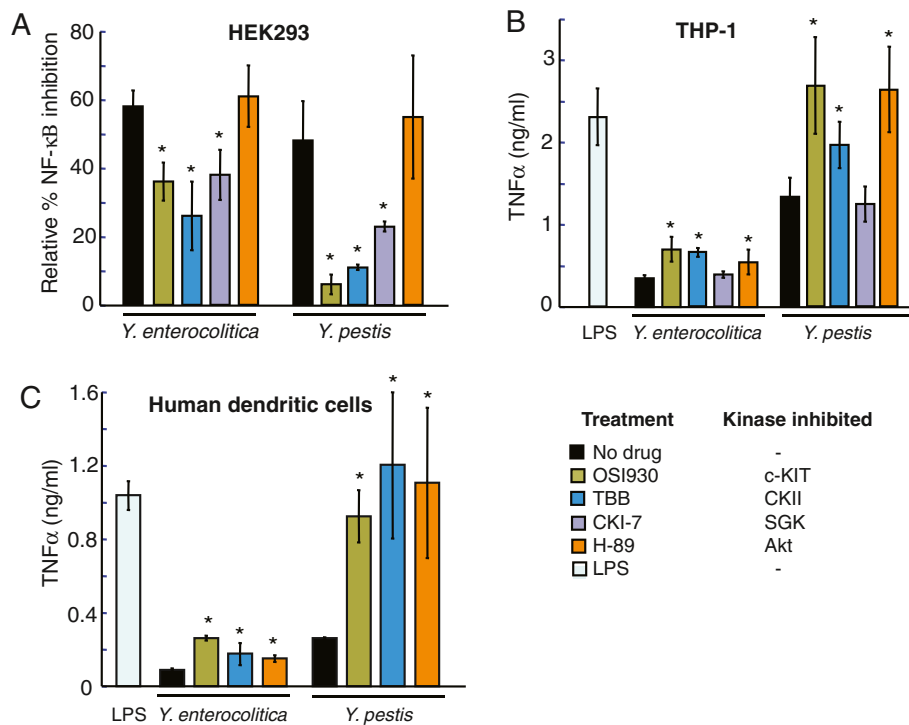 A
HEK293
Relative % NF-κB inhibition
80
60
40
20
0
* * *
* * *
Y. enterocolitica
Y. pestis
B
THP-1
TNFα (ng/ml)
3
2
1
0
* * *
* * *
LPS
Y. enterocolitica
Y. pestis
C
Human dendritic cells
TNFα (ng/ml)
1.6
1.2
0.8
0.4
0
* * *
* * *
LPS
Y. enterocolitica
Y. pestis
Treatment Kinase inhibited
No drug -
OSI930 c-KIT
TBB CKII
CKI-7 SGK
H-89 Akt
LPS -